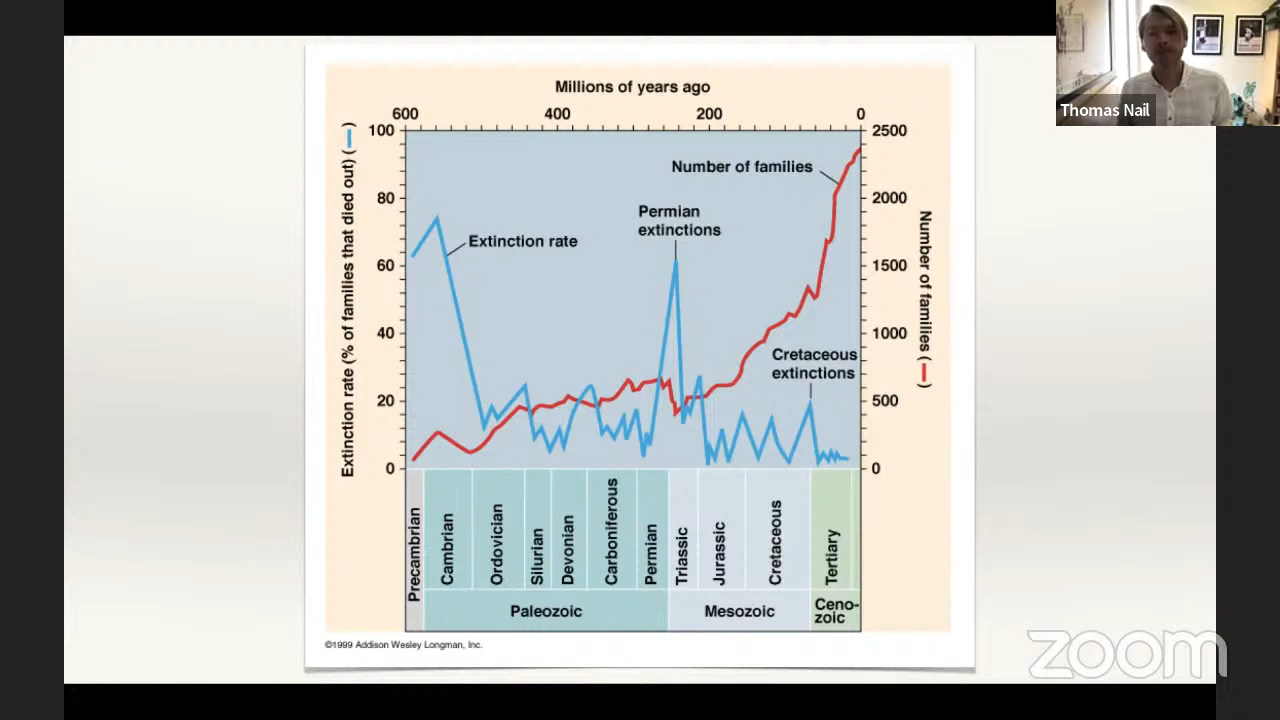 Thomas Nail
Millions of years ago
600 400 200 0
100 2500
80 2000
60 1500
40 1000
20 500
0 0
Extinction rate (% of families that died out) (—)
Number of families (—)
Number of families
Permian
extinctions
Extinction rate
Cretaceous
extinctions
Precambrian
Cambrian
Ordovician
Silurian
Devonian
Carboniferous
Permian
Triassic
Jurassic
Cretaceous
Tertiary
Paleozoic
Mesozoic
Ceno-
zoic
©1999 Addison Wesley Longman, Inc.
zoom